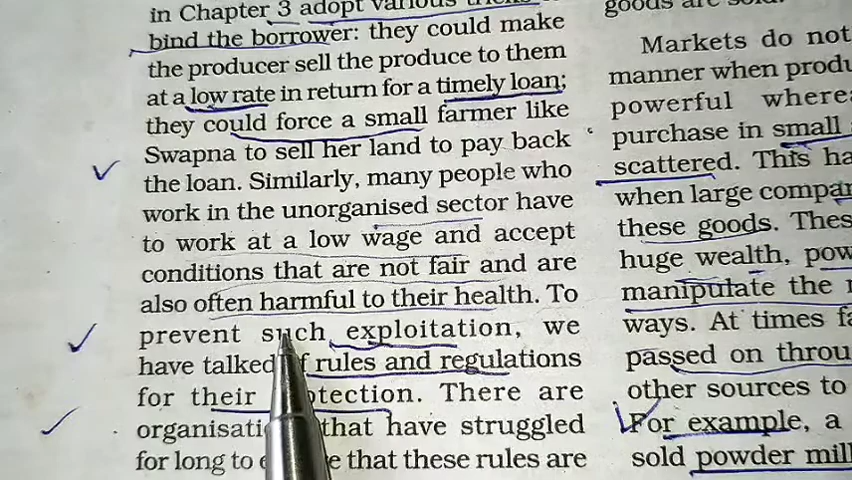 in Chapter 3 adopt various tricks
bind the borrower: they could make
the producer sell the produce to them
at a low rate in return for a timely loan;
they could force a small farmer like
Swapna to sell her land to pay back
the loan. Similarly, many people who
work in the unorganised sector have
to work at a low wage and accept
conditions that are not fair and are
also often harmful to their health. To
prevent such exploitation, we
have talked f rules and regulations
for their otection. There are
organisati that have struggled
for long to e e that these rules are
goods are sold.
Markets do not
manner when produ
powerful wherea
purchase in small
scattered. This ha
when large compan
these goods. Thes
huge wealth, pow
manipulate the
ways. At times fa
passed on throu
other sources to
For example, a
sold powder mil